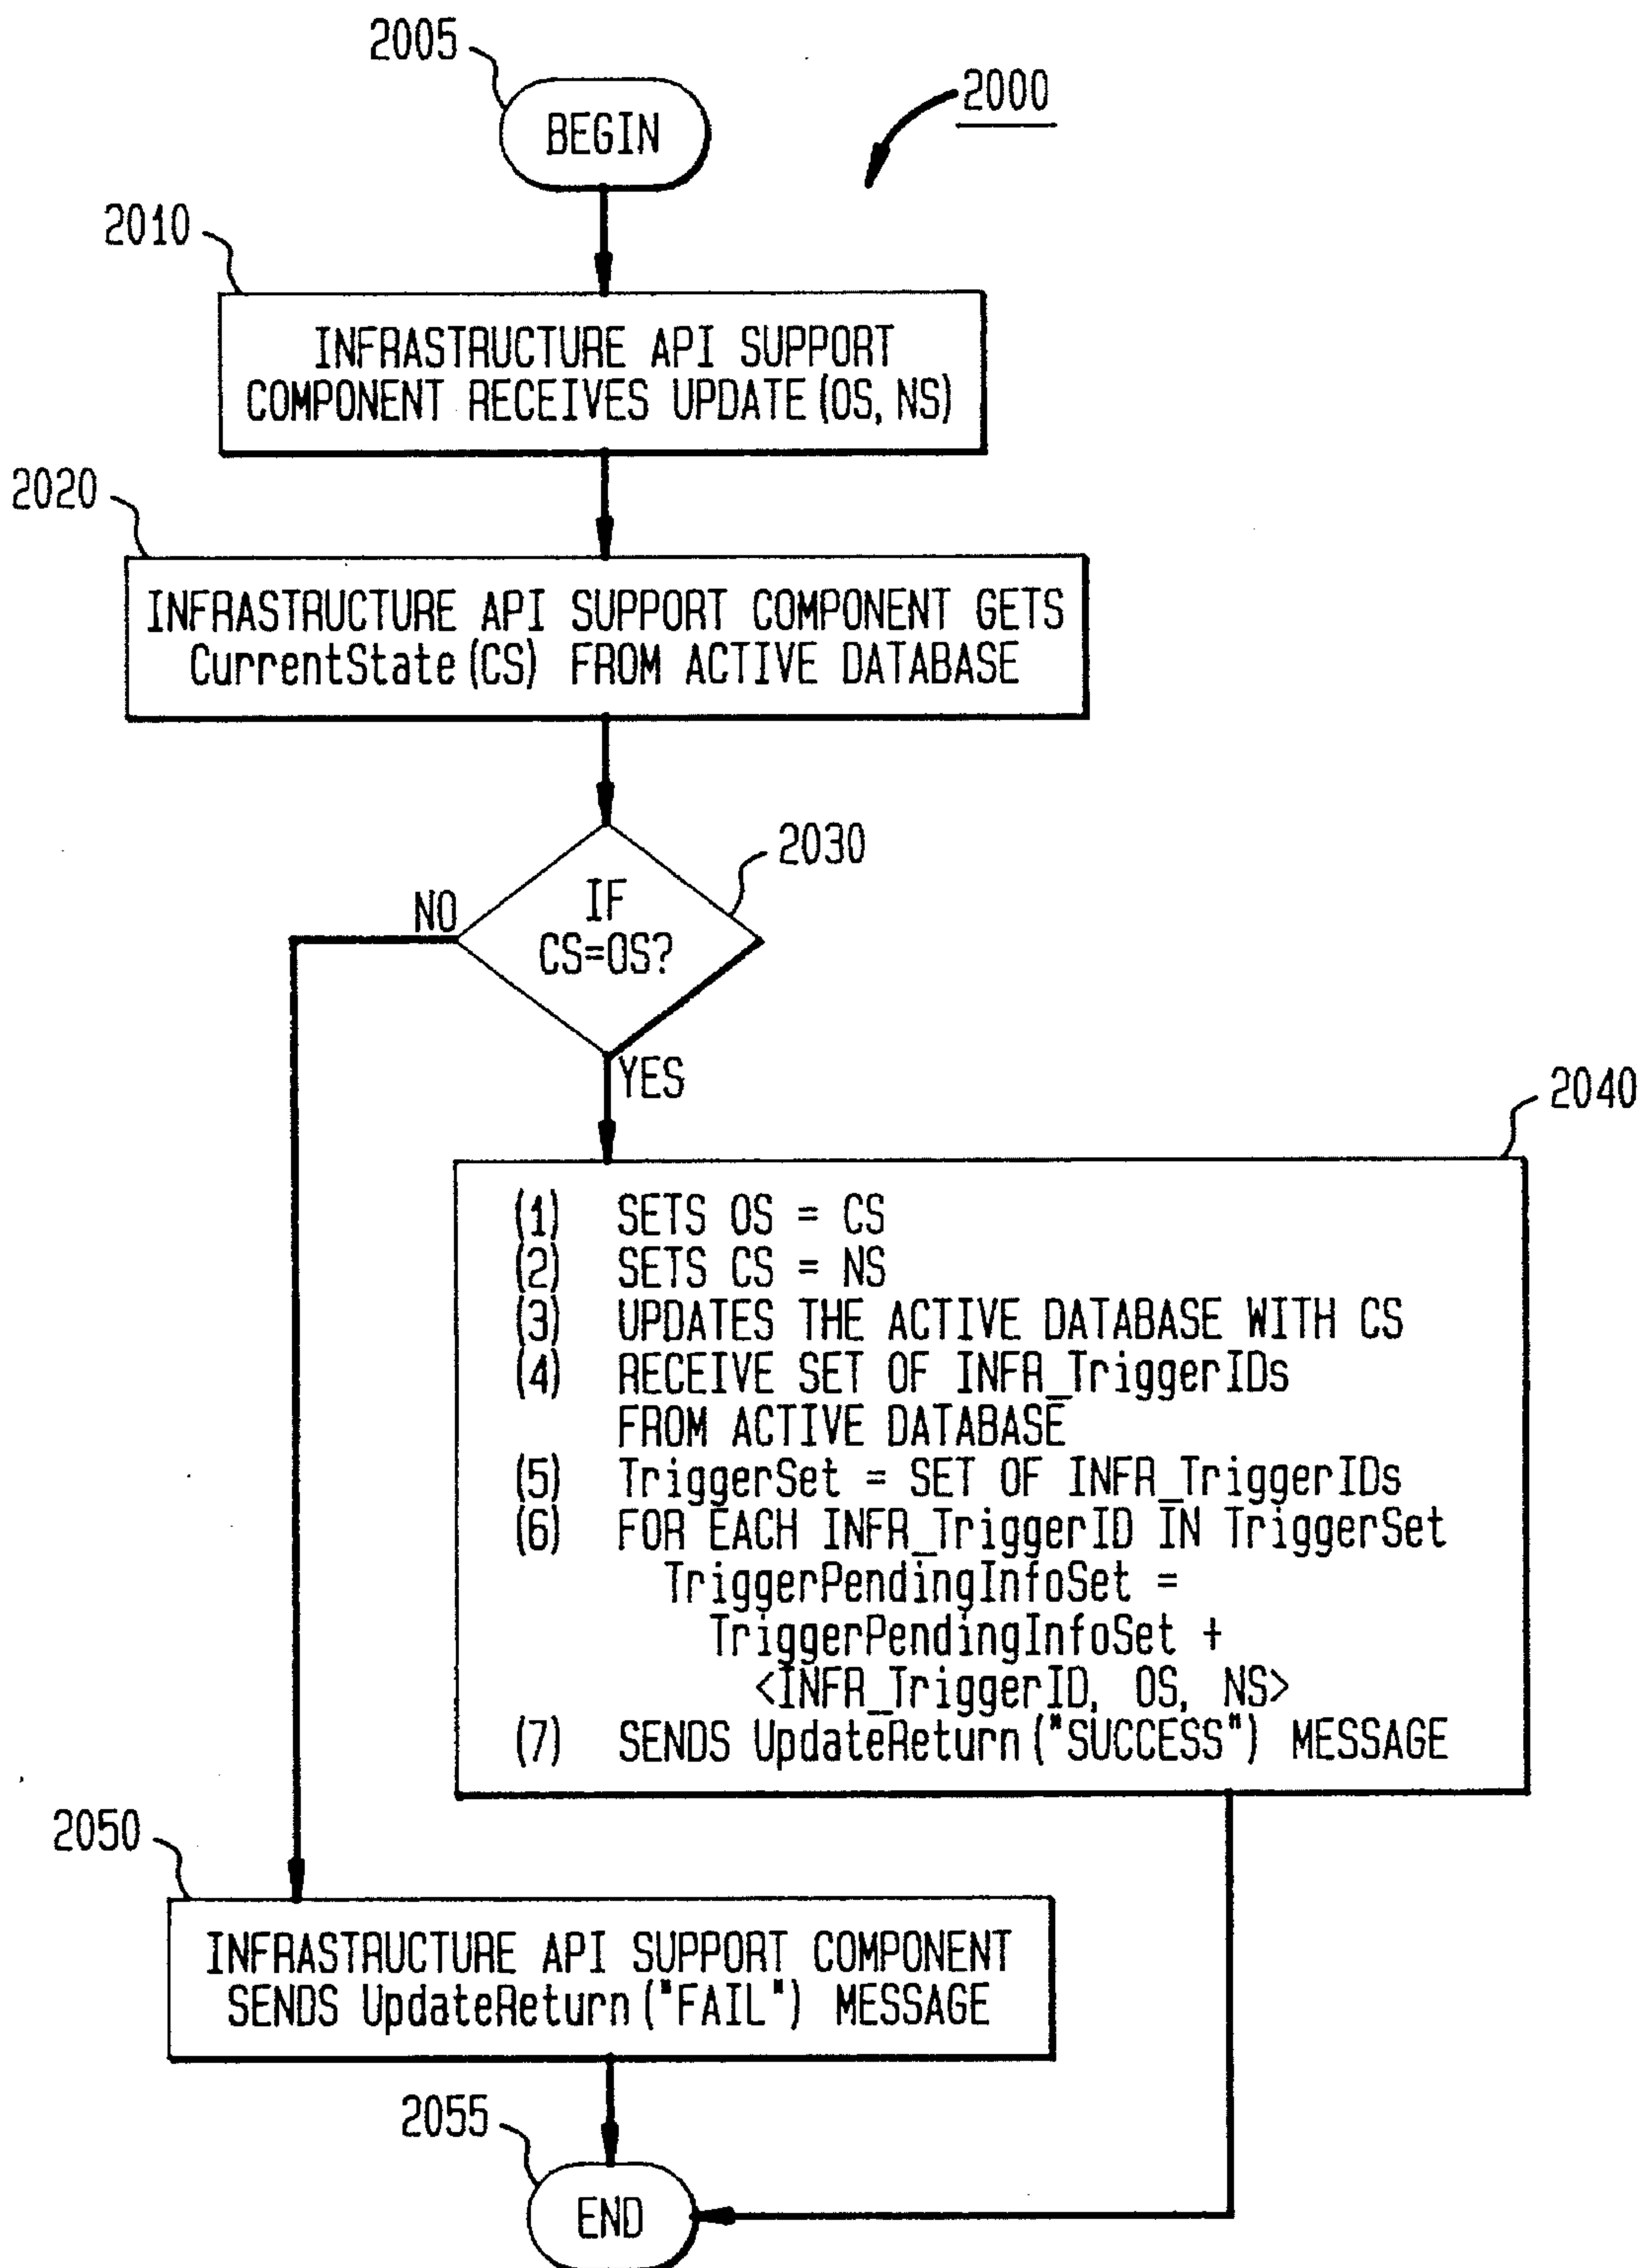 2005
BEGIN
2000
2010
INFRASTRUCTURE API SUPPORT
COMPONENT RECEIVES UPDATE (OS, NS)
2020
INFRASTRUCTURE API SUPPORT COMPONENT GETS
CurrentState (CS) FROM ACTIVE DATABASE
2030
NO
IF
CS=OS?
YES
2040
(1) SETS OS = CS
(2) SETS CS = NS
(3) UPDATES THE ACTIVE DATABASE WITH CS
(4) RECEIVE SET OF INFR_TriggerIDs
FROM ACTIVE DATABASE
(5) TriggerSet = SET OF INFR_TriggerIDs
(6) FOR EACH INFR_TriggerID IN TriggerSet
TriggerPendingInfoSet =
TriggerPendingInfoSet +
<INFR_TriggerID, OS, NS>
(7) SENDS UpdateReturn ("SUCCESS") MESSAGE
2050
INFRASTRUCTURE API SUPPORT COMPONENT
SENDS UpdateReturn ("FAIL") MESSAGE
2055
END